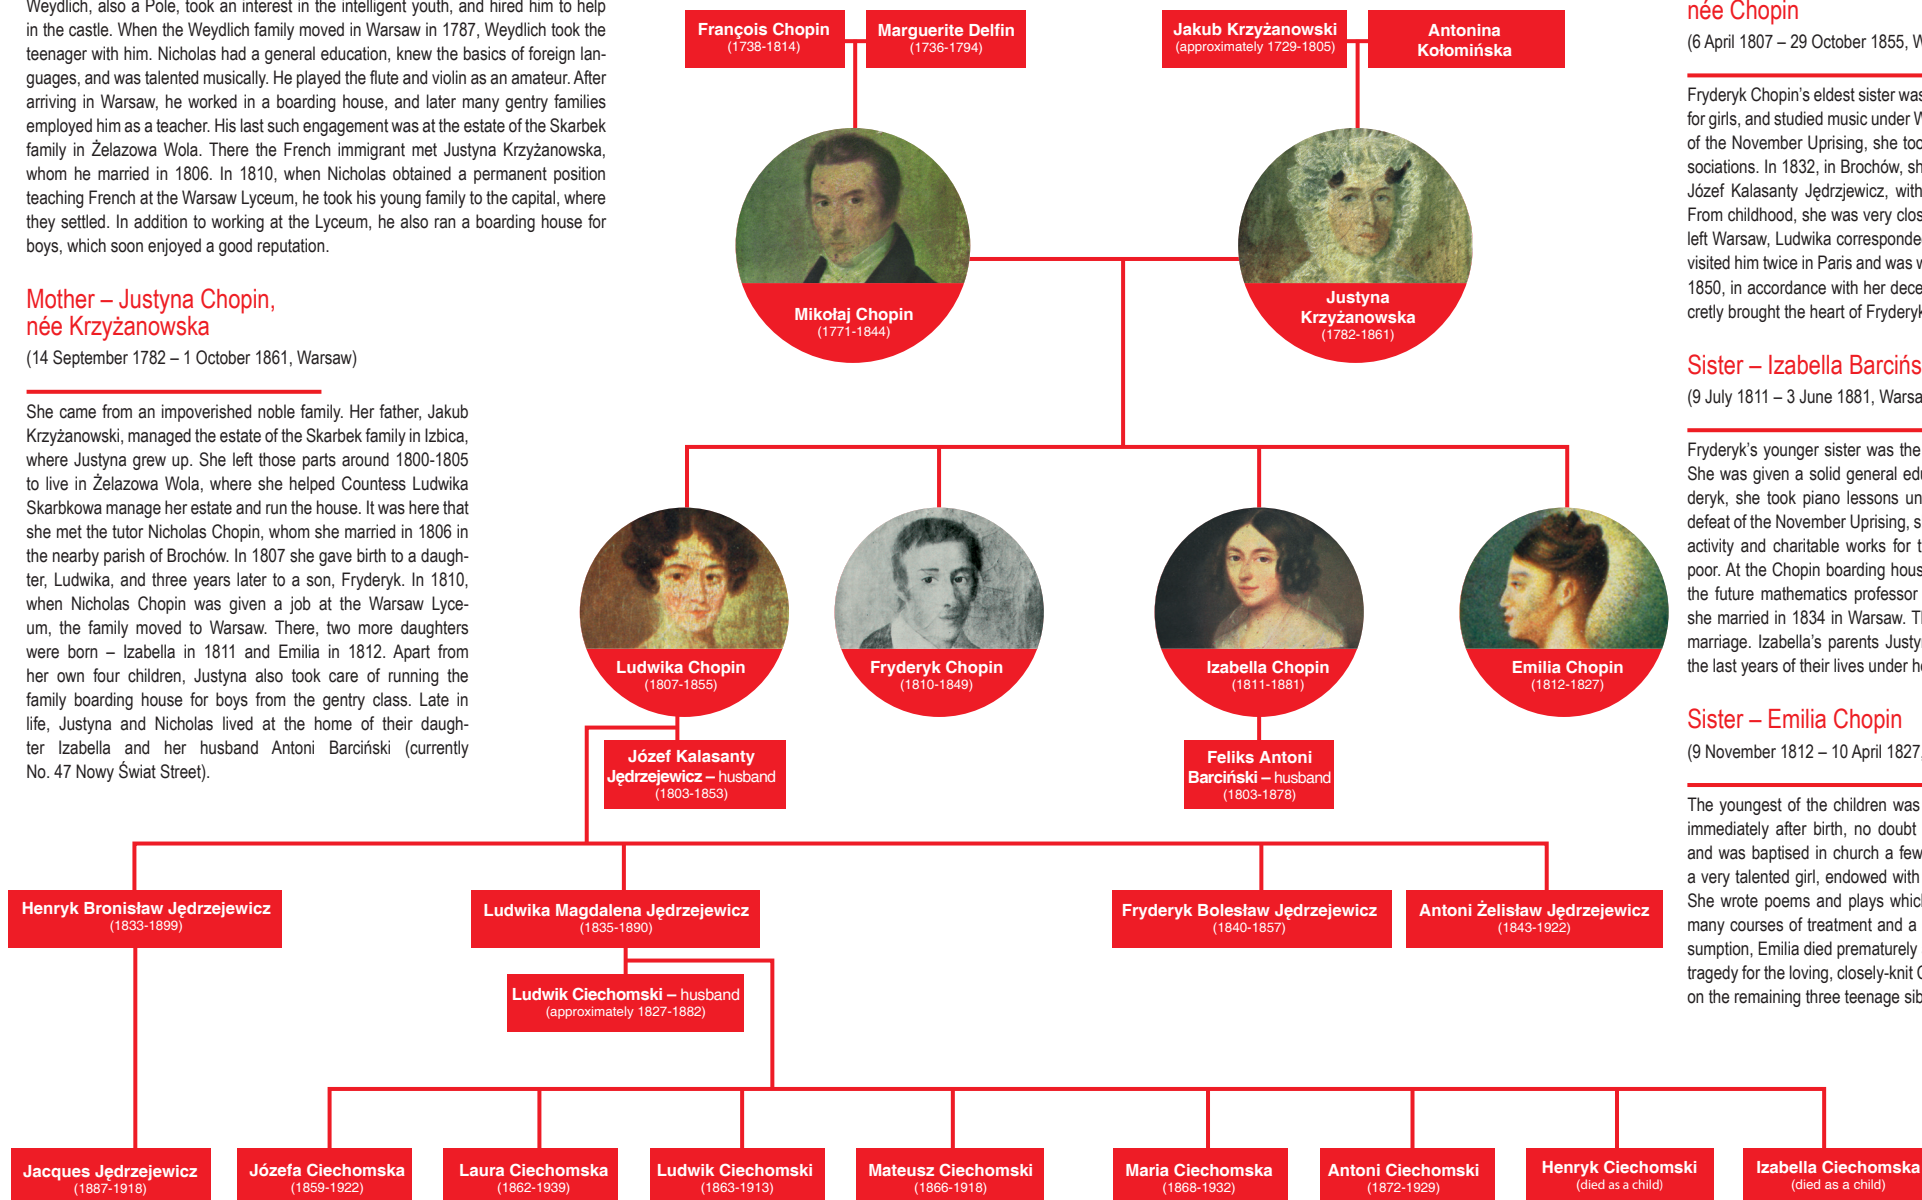 Weydlich, also a Pole, took an interest in the intelligent youth, and hired him to help
in the castle. When the Weydlich family moved in Warsaw in 1787, Weydlich took the
teenager with him. Nicholas had a general education, knew the basics of foreign lan-
guages, and was talented musically. He played the flute and violin as an amateur. After
arriving in Warsaw, he worked in a boarding house, and later many gentry families
employed him as a teacher. His last such engagement was at the estate of the Skarbek
family in Żelazowa Wola. There the French immigrant met Justyna Krzyżanowska,
whom he married in 1806. In 1810, when Nicholas obtained a permanent position
teaching French at the Warsaw Lyceum, he took his young family to the capital, where
they settled. In addition to working at the Lyceum, he also ran a boarding house for
boys, which soon enjoyed a good reputation.
Mother – Justyna Chopin,
née Krzyżanowska
(14 September 1782 – 1 October 1861, Warsaw)
She came from an impoverished noble family. Her father, Jakub
Krzyżanowski, managed the estate of the Skarbek family in Izbica,
where Justyna grew up. She left those parts around 1800-1805
to live in Żelazowa Wola, where she helped Countess Ludwika
Skarbkowa manage her estate and run the house. It was here that
she met the tutor Nicholas Chopin, whom she married in 1806 in
the nearby parish of Brochów. In 1807 she gave birth to a daugh-
ter, Ludwika, and three years later to a son, Fryderyk. In 1810,
when Nicholas Chopin was given a job at the Warsaw Lyce-
um, the family moved to Warsaw. There, two more daughters
were born – Izabella in 1811 and Emilia in 1812. Apart from
her own four children, Justyna also took care of running the
family boarding house for boys from the gentry class. Late in
life, Justyna and Nicholas lived at the home of their daugh-
ter Izabella and her husband Antoni Barciński (currently
No. 47 Nowy Świat Street).
François Chopin
(1738-1814)
Marguerite Delfin
(1736-1794)
Jakub Krzyżanowski
(approximately 1729-1805)
Antonina
Kołomińska
Mikołaj Chopin
(1771-1844)
Justyna
Krzyżanowska
(1782-1861)
Ludwika Chopin
(1807-1855)
Fryderyk Chopin
(1810-1849)
Izabella Chopin
(1811-1881)
Emilia Chopin
(1812-1827)
Józef Kalasanty
Jędrzejewicz – husband
(1803-1853)
Feliks Antoni
Barciński – husband
(1803-1878)
Henryk Bronisław Jędrzejewicz
(1833-1899)
Ludwika Magdalena Jędrzejewicz
(1835-1890)
Fryderyk Bolesław Jędrzejewicz
(1840-1857)
Antoni Żelisław Jędrzejewicz
(1843-1922)
Ludwik Ciechomski – husband
(approximately 1827-1882)
Jacques Jędrzejewicz
(1887-1918)
Józefa Ciechomska
(1859-1922)
Laura Ciechomska
(1862-1939)
Ludwik Ciechomski
(1863-1913)
Mateusz Ciechomski
(1866-1918)
Maria Ciechomska
(1868-1932)
Antoni Ciechomski
(1872-1929)
Henryk Ciechomski
(died as a child)
Izabella Ciechomska
(died as a child)
née Chopin
(6 April 1807 – 29 October 1855,
Fryderyk Chopin's eldest sister was
for girls, and studied music under
of the November Uprising, she
sociations. In 1832, in Brochów,
Józef Kalasanty Jędrzjewicz,
From childhood, she was very
left Warsaw, Ludwika
visited him twice in Paris and was
1850, in accordance with her
cretly brought the heart of
Sister – Izabella
(9 July 1811 – 3 June 1881,
Fryderyk's younger sister was the
She was given a solid general
deryk, she took piano lessons
defeat of the November Uprising,
activity and charitable works for
poor. At the Chopin boarding
the future mathematics professor
she married in 1834 in Warsaw.
marriage. Izabella's parents
the last years of their lives under
Sister – Emilia Chopin
(9 November 1812 – 10 April 1827,
The youngest of the children was
immediately after birth, no doubt
and was baptised in church a few
a very talented girl, endowed with
She wrote poems and plays
many courses of treatment and a
sumption, Emilia died prematurely
tragedy for the loving, closely-knit
on the remaining three teenage